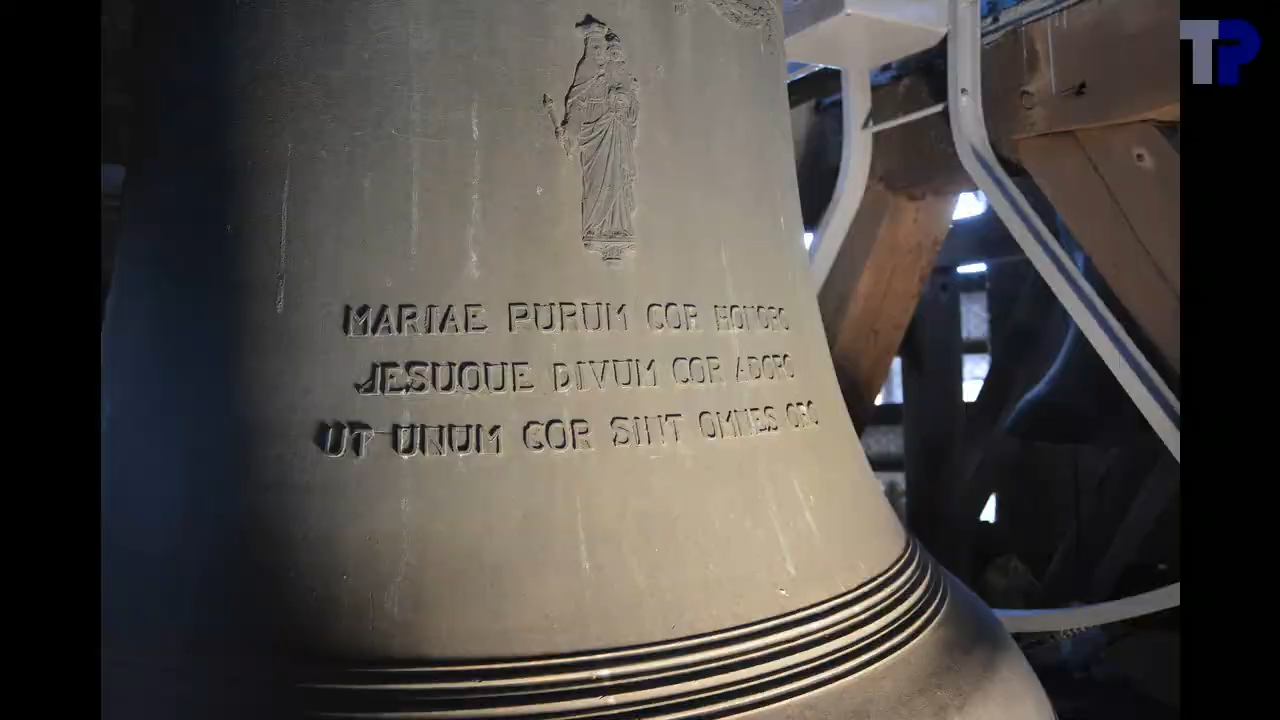 TP
MARIAE PURUM COR HONORO
JESUQUE DIVUM COR ADORO
UT UNUM COR SINT OMNES ORO